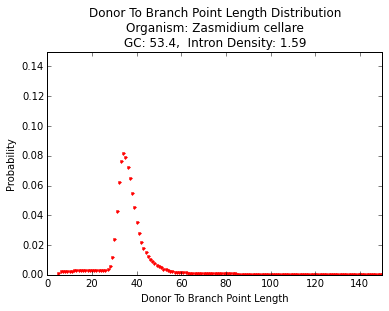 Donor To Branch Point Length Distribution
Organism: Zasmidium cellare
GC: 53.4,  Intron Density: 1.59
0.14
0.12
0.10
0.08
0.06
0.04
0.02
0.00
Probability
0 20 40 60 80 100 120 140
Donor To Branch Point Length